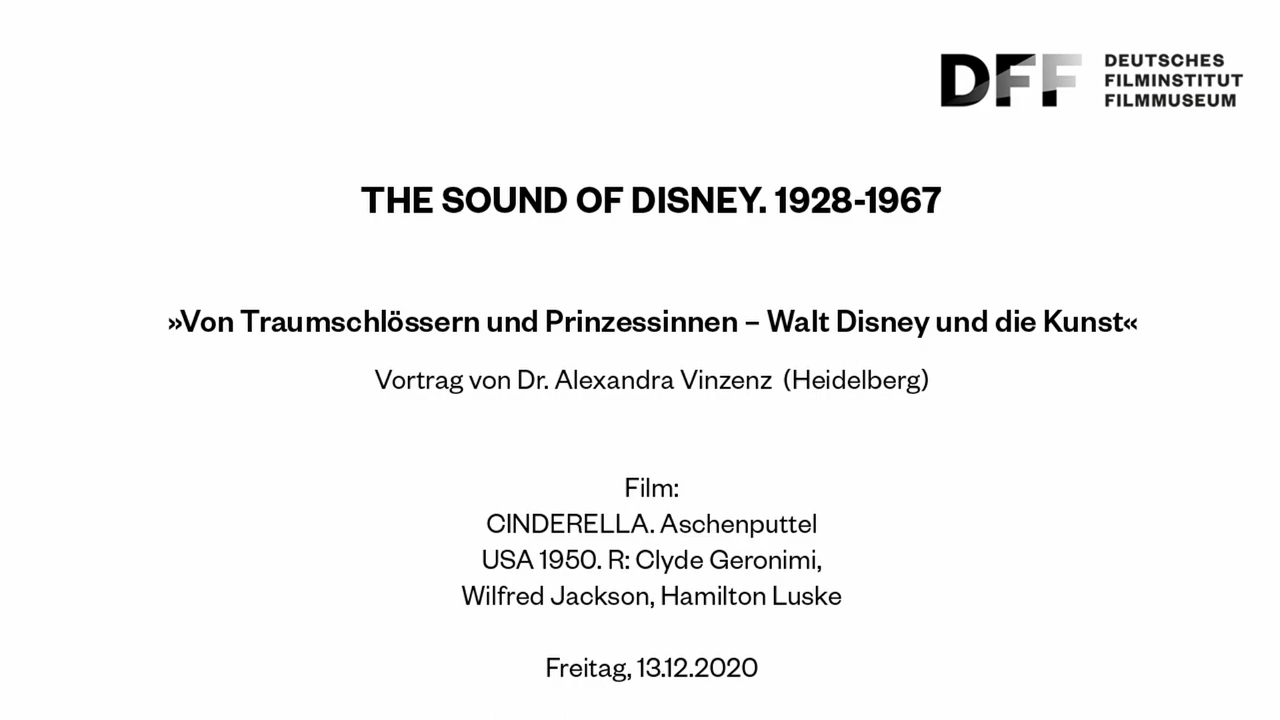 DFF
DEUTSCHES
FILMINSTITUT
FILMMUSEUM
THE SOUND OF DISNEY. 1928-1967
»Von Traumschlössern und Prinzessinnen – Walt Disney und die Kunst«
Vortrag von Dr. Alexandra Vinzenz (Heidelberg)
Film:
CINDERELLA. Aschenputtel
USA 1950. R: Clyde Geronimi,
Wilfred Jackson, Hamilton Luske
Freitag, 13.12.2020